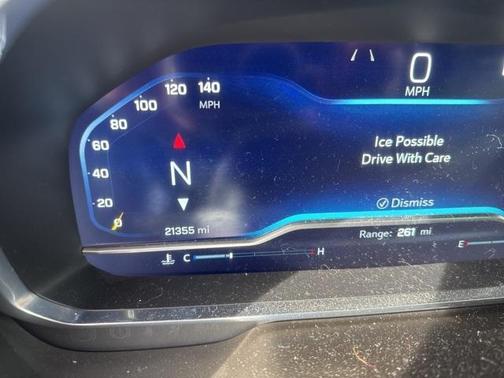 0
MPH
120 140
100
MPH
80
60
40
20
0
N
21355 mi
Ice Possible
Drive With Care
Dismiss
Range: 261 mi
C
H
E